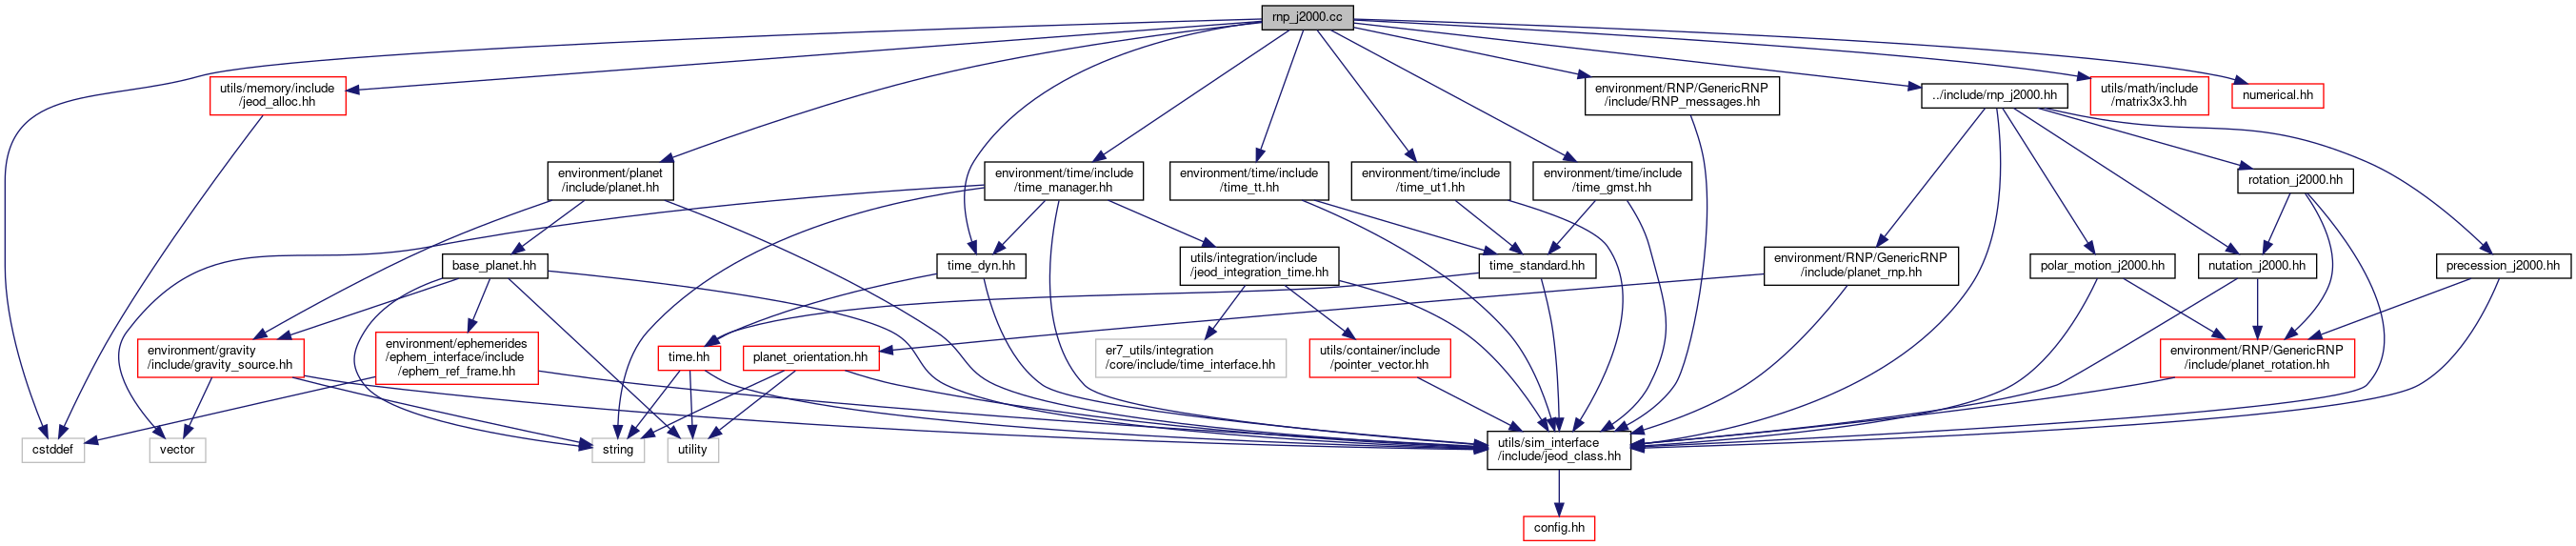 rnp_j2000.cc
utils/memory/include
/jeod_alloc.hh
environment/RNP/GenericRNP
/include/RNP_messages.hh
../include/rnp_j2000.hh
utils/math/include
/matrix3x3.hh
numerical.hh
environment/planet
/include/planet.hh
environment/time/include
/time_manager.hh
environment/time/include
/time_tt.hh
environment/time/include
/time_ut1.hh
environment/time/include
/time_gmst.hh
rotation_j2000.hh
base_planet.hh
time_dyn.hh
utils/integration/include
/jeod_integration_time.hh
time_standard.hh
environment/RNP/GenericRNP
/include/planet_rnp.hh
polar_motion_j2000.hh
nutation_j2000.hh
precession_j2000.hh
environment/gravity
/include/gravity_source.hh
environment/ephemerides
/ephem_interface/include
/ephem_ref_frame.hh
time.hh
planet_orientation.hh
er7_utils/integration
/core/include/time_interface.hh
utils/container/include
/pointer_vector.hh
environment/RNP/GenericRNP
/include/planet_rotation.hh
cstddef
vector
string
utility
utils/sim_interface
/include/jeod_class.hh
config.hh